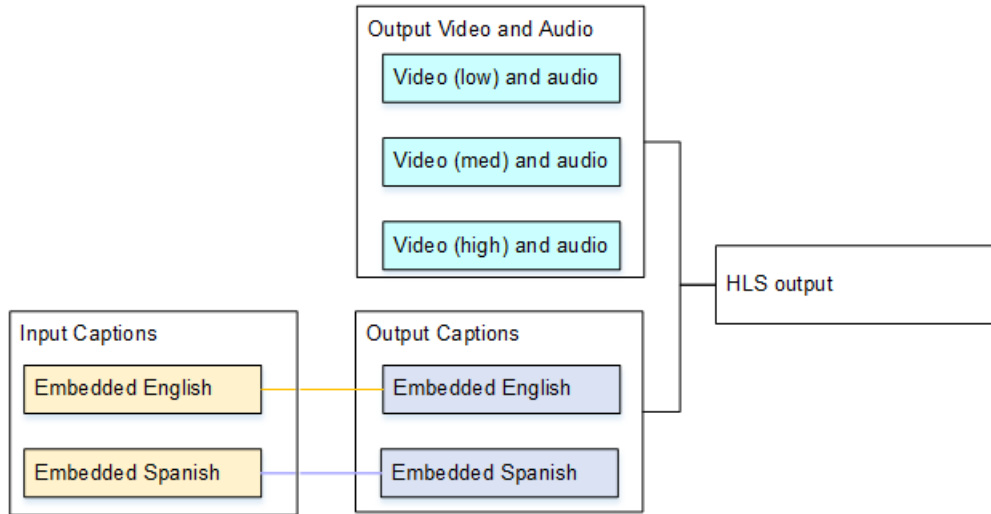 Output Video and Audio
Video (low) and audio
Video (med) and audio
Video (high) and audio
HLS output
Input Captions
Embedded English
Embedded Spanish
Output Captions
Embedded English
Embedded Spanish